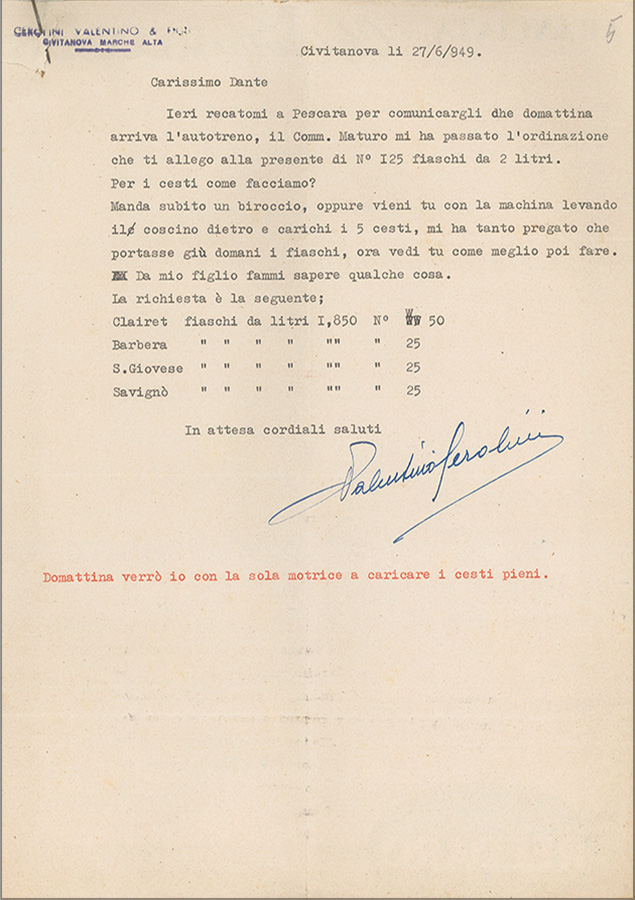 VALENTINO &
CIVITANOVA MARCHE ALTA
5
Civitanova li 27/6/949.
Carissimo Dante
Ieri recatomi a Pescara per comunicargli dhe domattina
arriva l'autotreno, il Comm. Maturo mi ha passato l'ordinazione
che ti allego alla presente di N° I25 fiaschi da 2 litri.
Per i cesti come facciamo?
Manda subito un biroccio, oppure vieni tu con la machina levando
il coscino dietro e carichi i 5 cesti, mi ha tanto pregato che
portasse giù domani i fiaschi, ora vedi tu come meglio poi fare.
Da mio figlio fammi sapere qualche cosa.
La richiesta è la seguente;
Clairet fiaschi da litri I,850 N° 50
Barbera " " " " "" " 25
S.Giovese " " " " "" " 25
Savignò " " " " "" " 25
In attesa cordiali saluti
Valentino Cerolini
Domattina verrò io con la sola motrice a caricare i cesti pieni.